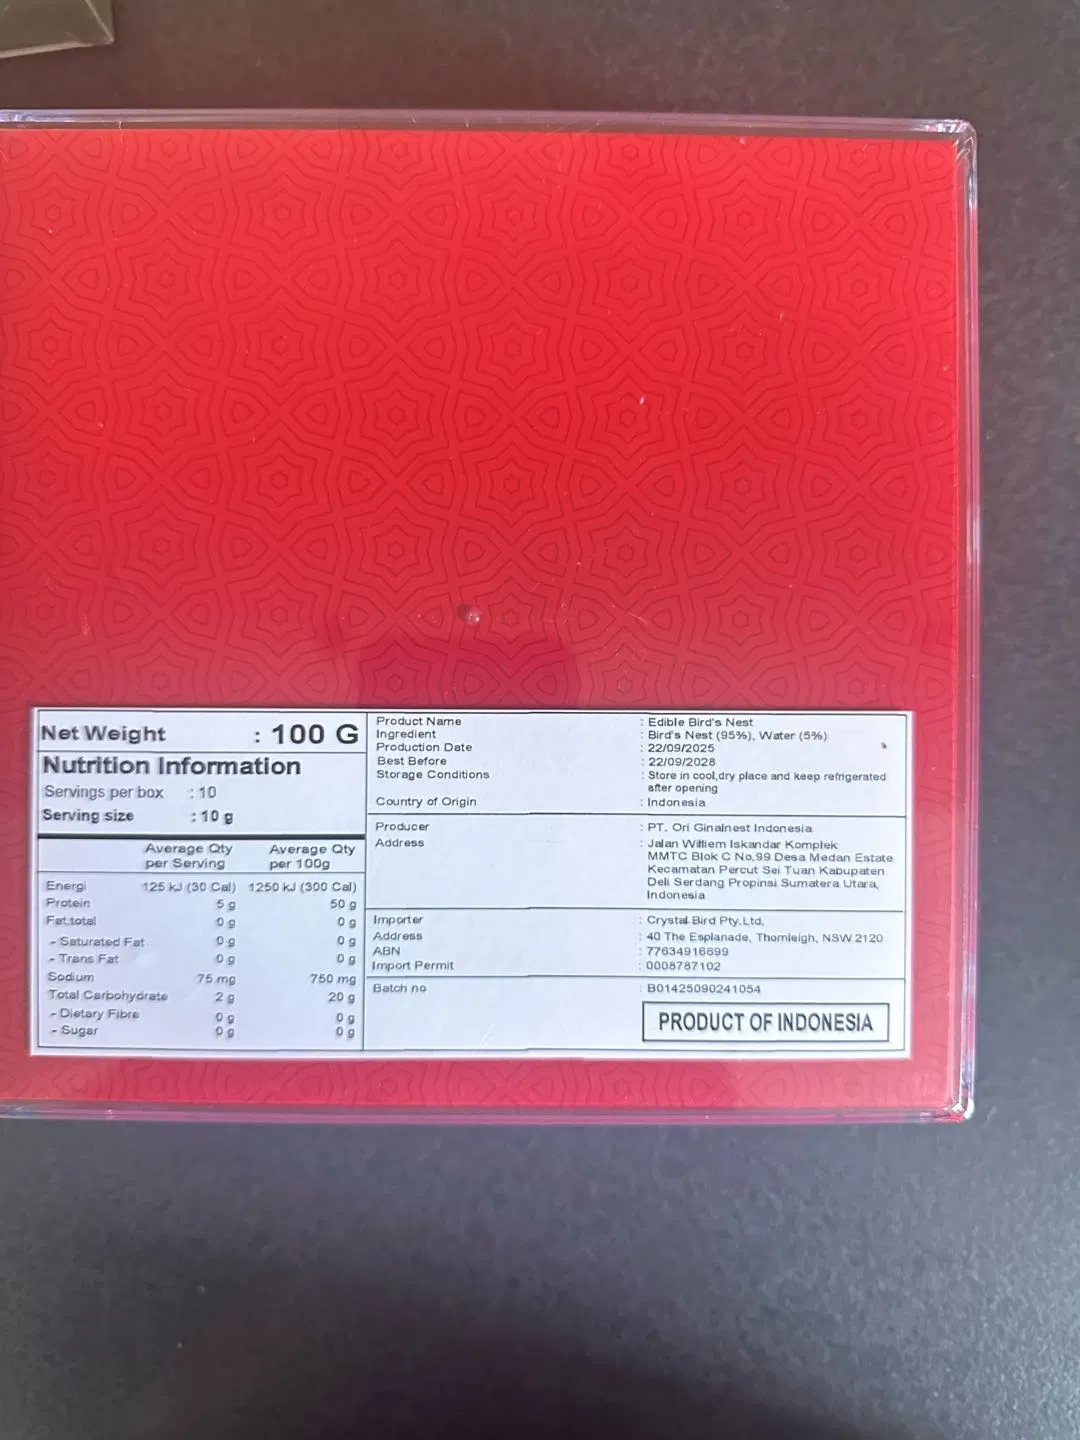 Net Weight : 100 G
Nutrition Information
Servings per box : 10
Serving size : 10 g
Average Qty per Serving Average Qty per 100g
Energi 125 kJ (30 Cal) 1250 kJ (300 Cal)
Protein 5 g 50 g
Fat total 0 g 0 g
- Saturated Fat 0 g 0 g
- Trans Fat 0 g 0 g
Sodium 75 mg 750 mg
Total Carbohydrate 2 g 20 g
- Dietary Fibre 0 g 0 g
- Sugar 0 g 0 g
Product Name : Edible Bird's Nest
Ingredient : Bird's Nest (95%), Water (5%)
Production Date : 22/09/2025
Best Before : 22/09/2028
Storage Conditions : Store in cool,dry place and keep refrigerated
after opening
Country of Origin : Indonesia
Producer : PT. Ori Ginalnest Indonesia
Address : Jalan Williem Iskandar Komplek
MMTC Blok C No.99 Desa Medan Estate
Kecamatan Percut Sei Tuan Kabupaten
Deli Serdang Propinsi Sumatera Utara,
Indonesia
Importer : Crystal Bird Pty.Ltd.
Address : 40 The Esplanade, Thornleigh, NSW 2120
ABN : 77634916699
Import Permit : 0008787102
Batch no : B01425090241054
PRODUCT OF INDONESIA